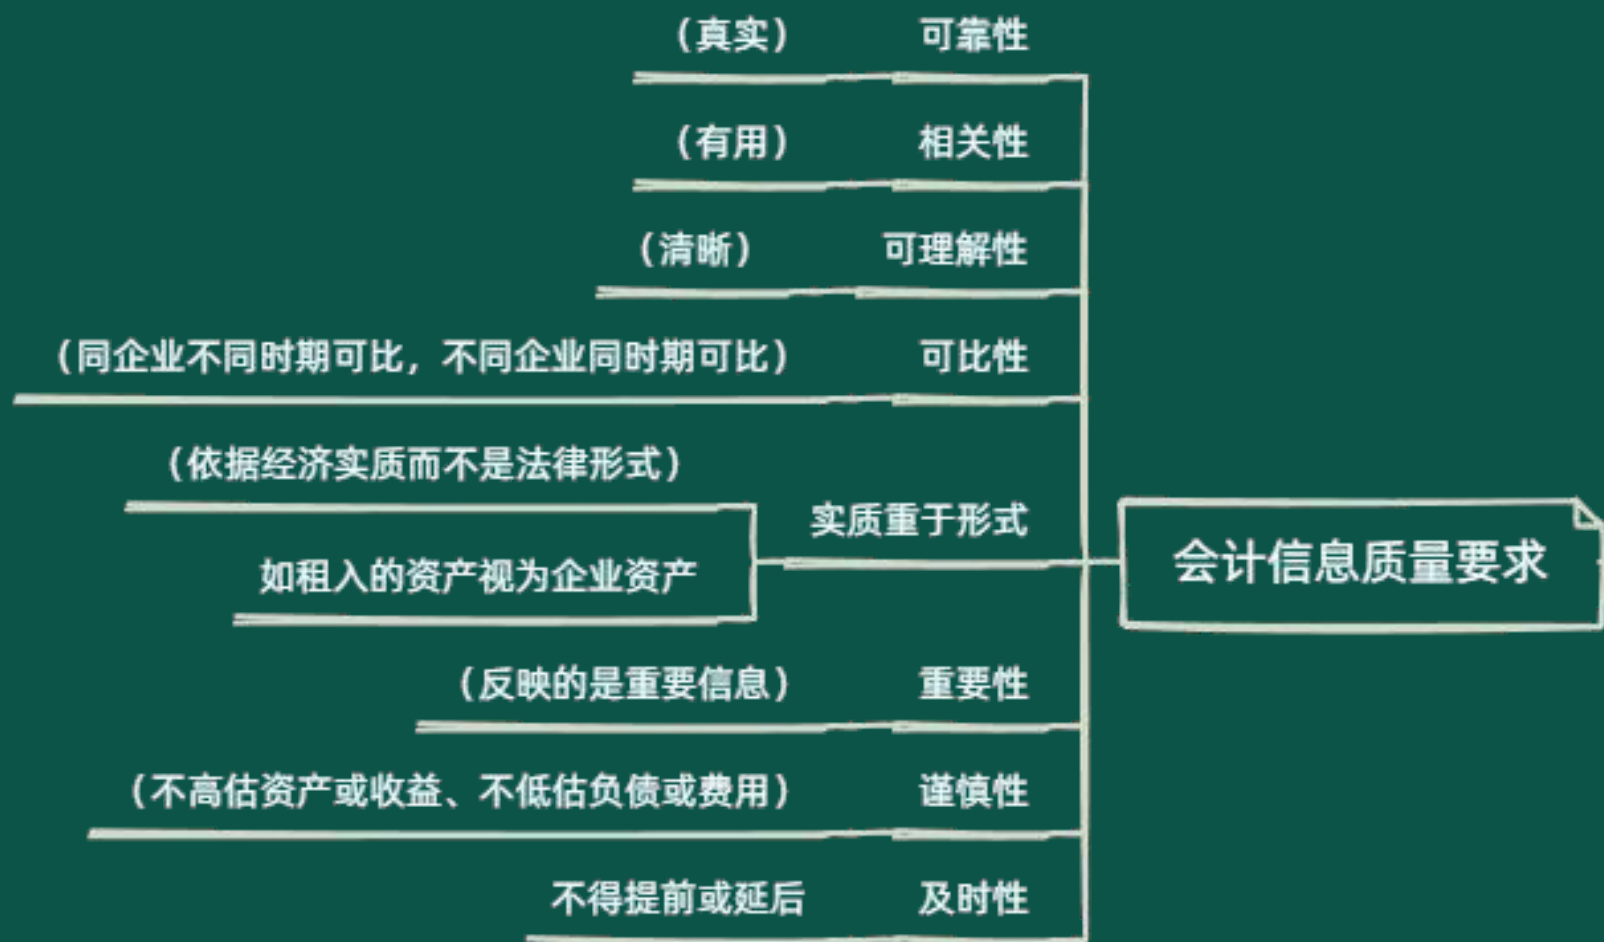 (真实) 可靠性
(有用) 相关性
(清晰) 可理解性
(同企业不同时期可比，不同企业同时期可比) 可比性
(依据经济实质而不是法律形式)
实质重于形式
会计信息质量要求
如租入的资产视为企业资产
(反映的是重要信息) 重要性
(不高估资产或收益、不低估负债或费用) 谨慎性
不得提前或延后 及时性